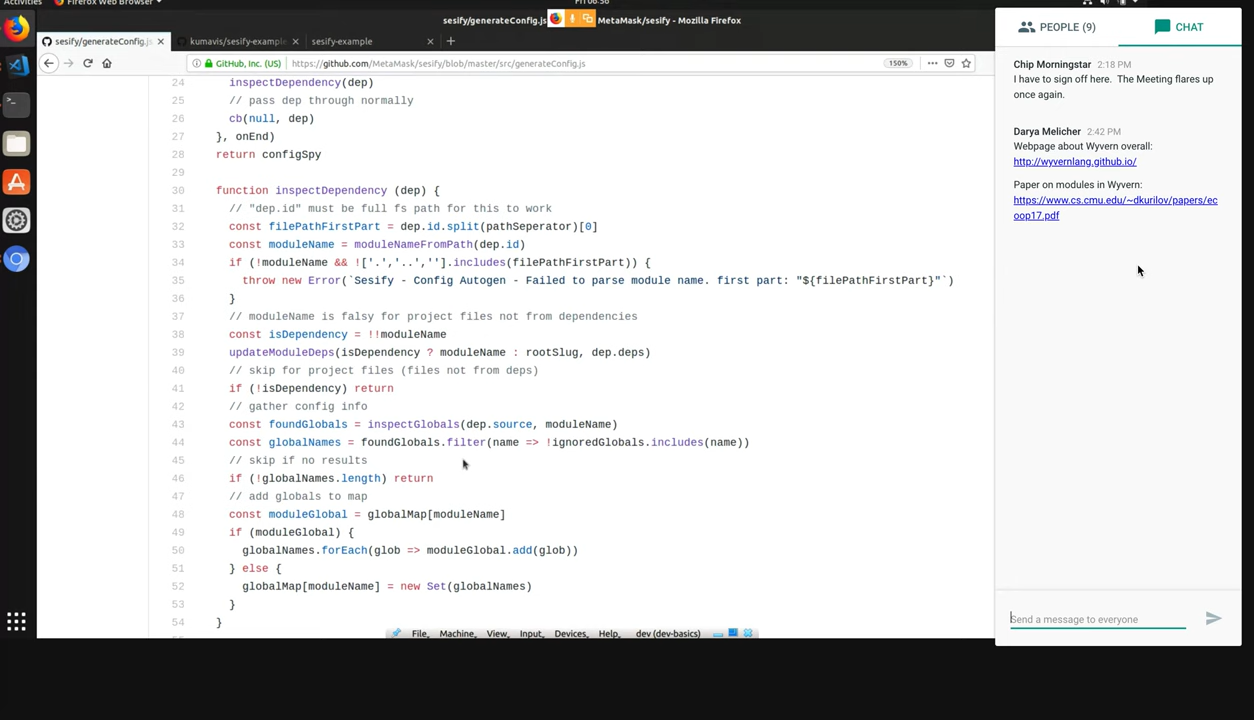 Activities
Firefox Web Browser
sesify/generateConfig.js
MetaMask/sesify - Mozilla Firefox
sesify/generateConfig.js
kumavis/sesify-example
sesify-example
GitHub, Inc. (US)
https://github.com/MetaMask/sesify/blob/master/src/generateConfig.js
150%
24 inspectDependency(dep)
25 // pass dep through normally
26 cb(null, dep)
27 }, onEnd)
28 return configSpy
29
30 function inspectDependency (dep) {
31 // "dep.id" must be full fs path for this to work
32 const filePathFirstPart = dep.id.split(pathSeperator)[0]
33 const moduleName = moduleNameFromPath(dep.id)
34 if (!moduleName && !['.','..',''].includes(filePathFirstPart)) {
35 throw new Error(`Sesify - Config Autogen - Failed to parse module name. first part: "${filePathFirstPart}"`)
36 }
37 // moduleName is falsy for project files not from dependencies
38 const isDependency = !!moduleName
39 updateModuleDeps(isDependency ? moduleName : rootSlug, dep.deps)
40 // skip for project files (files not from deps)
41 if (!isDependency) return
42 // gather config info
43 const foundGlobals = inspectGlobals(dep.source, moduleName)
44 const globalNames = foundGlobals.filter(name => !ignoredGlobals.includes(name))
45 // skip if no results
46 if (!globalNames.length) return
47 // add globals to map
48 const moduleGlobal = globalMap[moduleName]
49 if (moduleGlobal) {
50 globalNames.forEach(glob => moduleGlobal.add(glob))
51 } else {
52 globalMap[moduleName] = new Set(globalNames)
53 }
54 }
File Machine View Input Devices Help dev (dev-basics)
PEOPLE (9)
CHAT
Chip Morningstar 2:18 PM
I have to sign off here. The Meeting flares up
once again.
Darya Melicher 2:42 PM
Webpage about Wyvern overall:
http://wyvernlang.github.io/
Paper on modules in Wyvern:
https://www.cs.cmu.edu/~dkurilov/papers/ec
oop17.pdf
Send a message to everyone